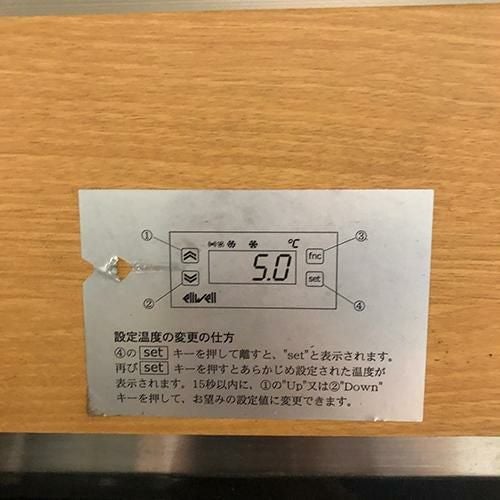 ① ③
℃
5.0
fnc
set
② ④
eliwell
設定温度の変更の仕方
④の set キーを押して離すと、"set"と表示されます。
再び set キーを押すとあらかじめ設定された温度が
表示されます。15秒以内に、①の"Up"又は②"Down"
キーを押して、お望みの設定値に変更できます。